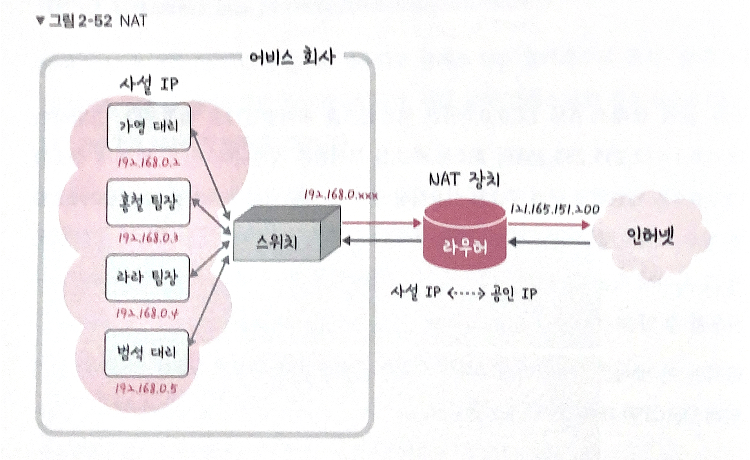 ▼ 그림 2-52 NAT
어비스 회사
사설 IP
가영 대리
192.168.0.2
홍철 팀장
192.168.0.3
라라 팀장
192.168.0.4
범석 대리
192.168.0.5
스위치
192.168.0.xxx
NAT 장치
라우터
121.165.151.200
인터넷
사설 IP <····> 공인 IP